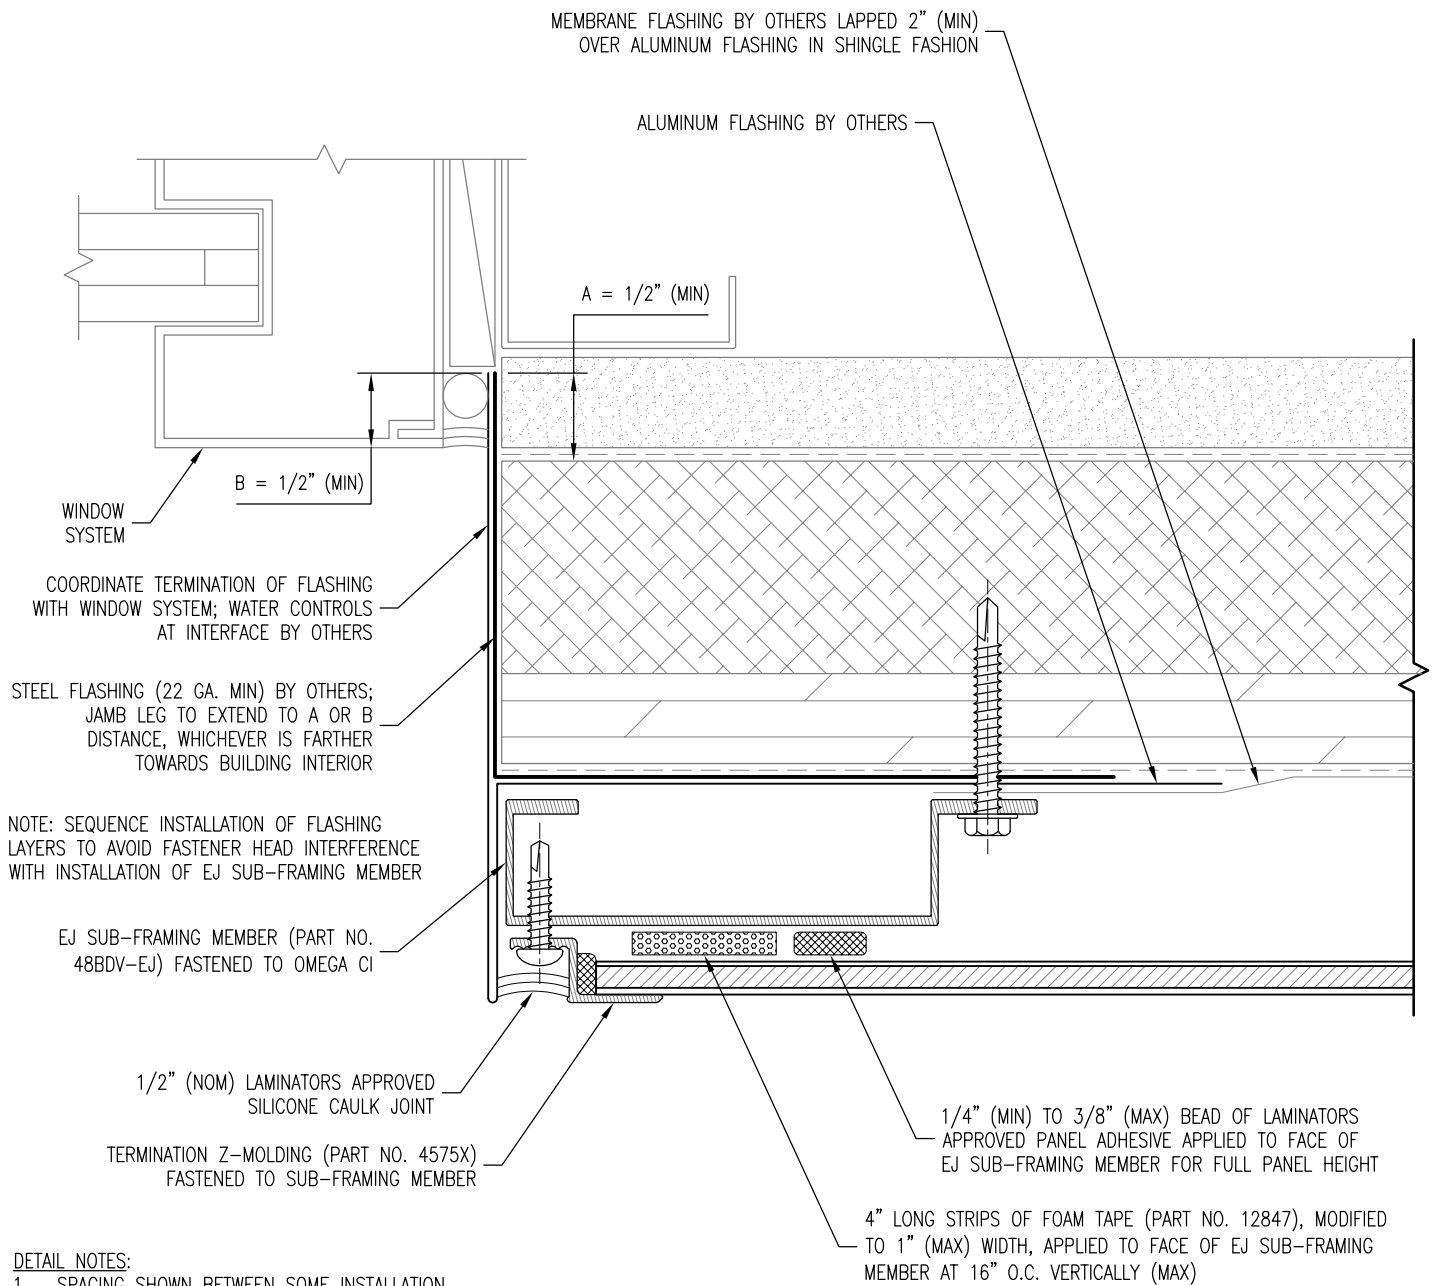 MEMBRANE FLASHING BY OTHERS LAPPED 2" (MIN)
OVER ALUMINUM FLASHING IN SHINGLE FASHION
ALUMINUM FLASHING BY OTHERS
A = 1/2" (MIN)
B = 1/2" (MIN)
WINDOW
SYSTEM
COORDINATE TERMINATION OF FLASHING
WITH WINDOW SYSTEM; WATER CONTROLS
AT INTERFACE BY OTHERS
STEEL FLASHING (22 GA. MIN) BY OTHERS;
JAMB LEG TO EXTEND TO A OR B
DISTANCE, WHICHEVER IS FARTHER
TOWARDS BUILDING INTERIOR
NOTE: SEQUENCE INSTALLATION OF FLASHING
LAYERS TO AVOID FASTENER HEAD INTERFERENCE
WITH INSTALLATION OF EJ SUB-FRAMING MEMBER
EJ SUB-FRAMING MEMBER (PART NO.
48BDV-EJ) FASTENED TO OMEGA CI
1/2" (NOM) LAMINATORS APPROVED
SILICONE CAULK JOINT
TERMINATION Z-MOLDING (PART NO. 4575X)
FASTENED TO SUB-FRAMING MEMBER
1/4" (MIN) TO 3/8" (MAX) BEAD OF LAMINATORS
APPROVED PANEL ADHESIVE APPLIED TO FACE OF
EJ SUB-FRAMING MEMBER FOR FULL PANEL HEIGHT
4" LONG STRIPS OF FOAM TAPE (PART NO. 12847), MODIFIED
TO 1" (MAX) WIDTH, APPLIED TO FACE OF EJ SUB-FRAMING
MEMBER AT 16" O.C. VERTICALLY (MAX)
DETAIL NOTES:
1. SPACING SHOWN BETWEEN SOME INSTALLATION